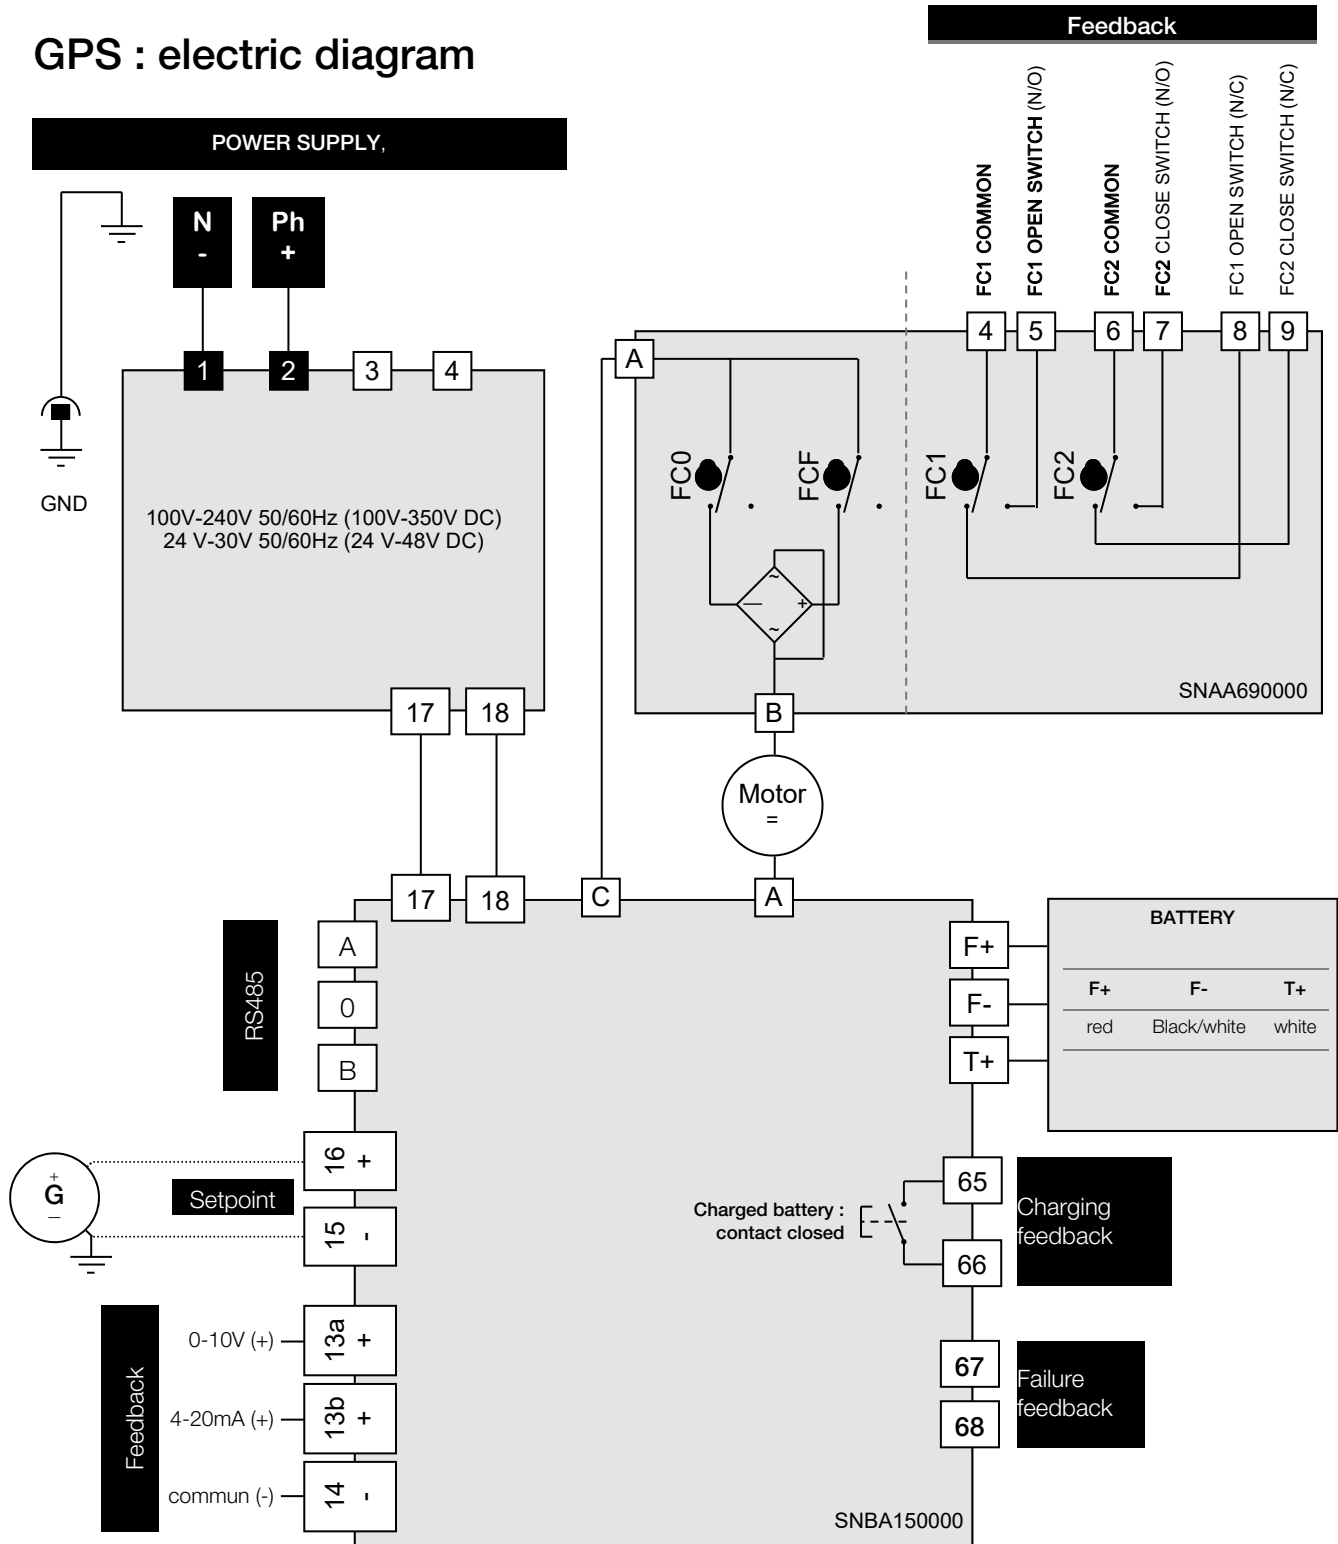 GPS : electric diagram
Feedback
POWER SUPPLY,
N
-
Ph
+
FC1 COMMON
FC1 OPEN SWITCH (N/O)
FC2 COMMON
FC2 CLOSE SWITCH (N/O)
FC1 OPEN SWITCH (N/C)
FC2 CLOSE SWITCH (N/C)
1
2
3
4
4
5
6
7
8
9
A
GND
100V-240V 50/60Hz (100V-350V DC)
24 V-30V 50/60Hz (24 V-48V DC)
FC0
FCF
FC1
FC2
~
—
+
~
SNAA690000
17
18
B
Motor
=
17
18
C
A
RS485
A
0
B
F+
F-
T+
BATTERY
F+ F- T+
red Black/white white
+
G
—
Setpoint
16 +
15 -
Charged battery :
contact closed
65
66
Charging
feedback
Feedback
0-10V (+)
13a +
4-20mA (+)
13b +
commun (-)
14 -
67
68
Failure
feedback
SNBA150000